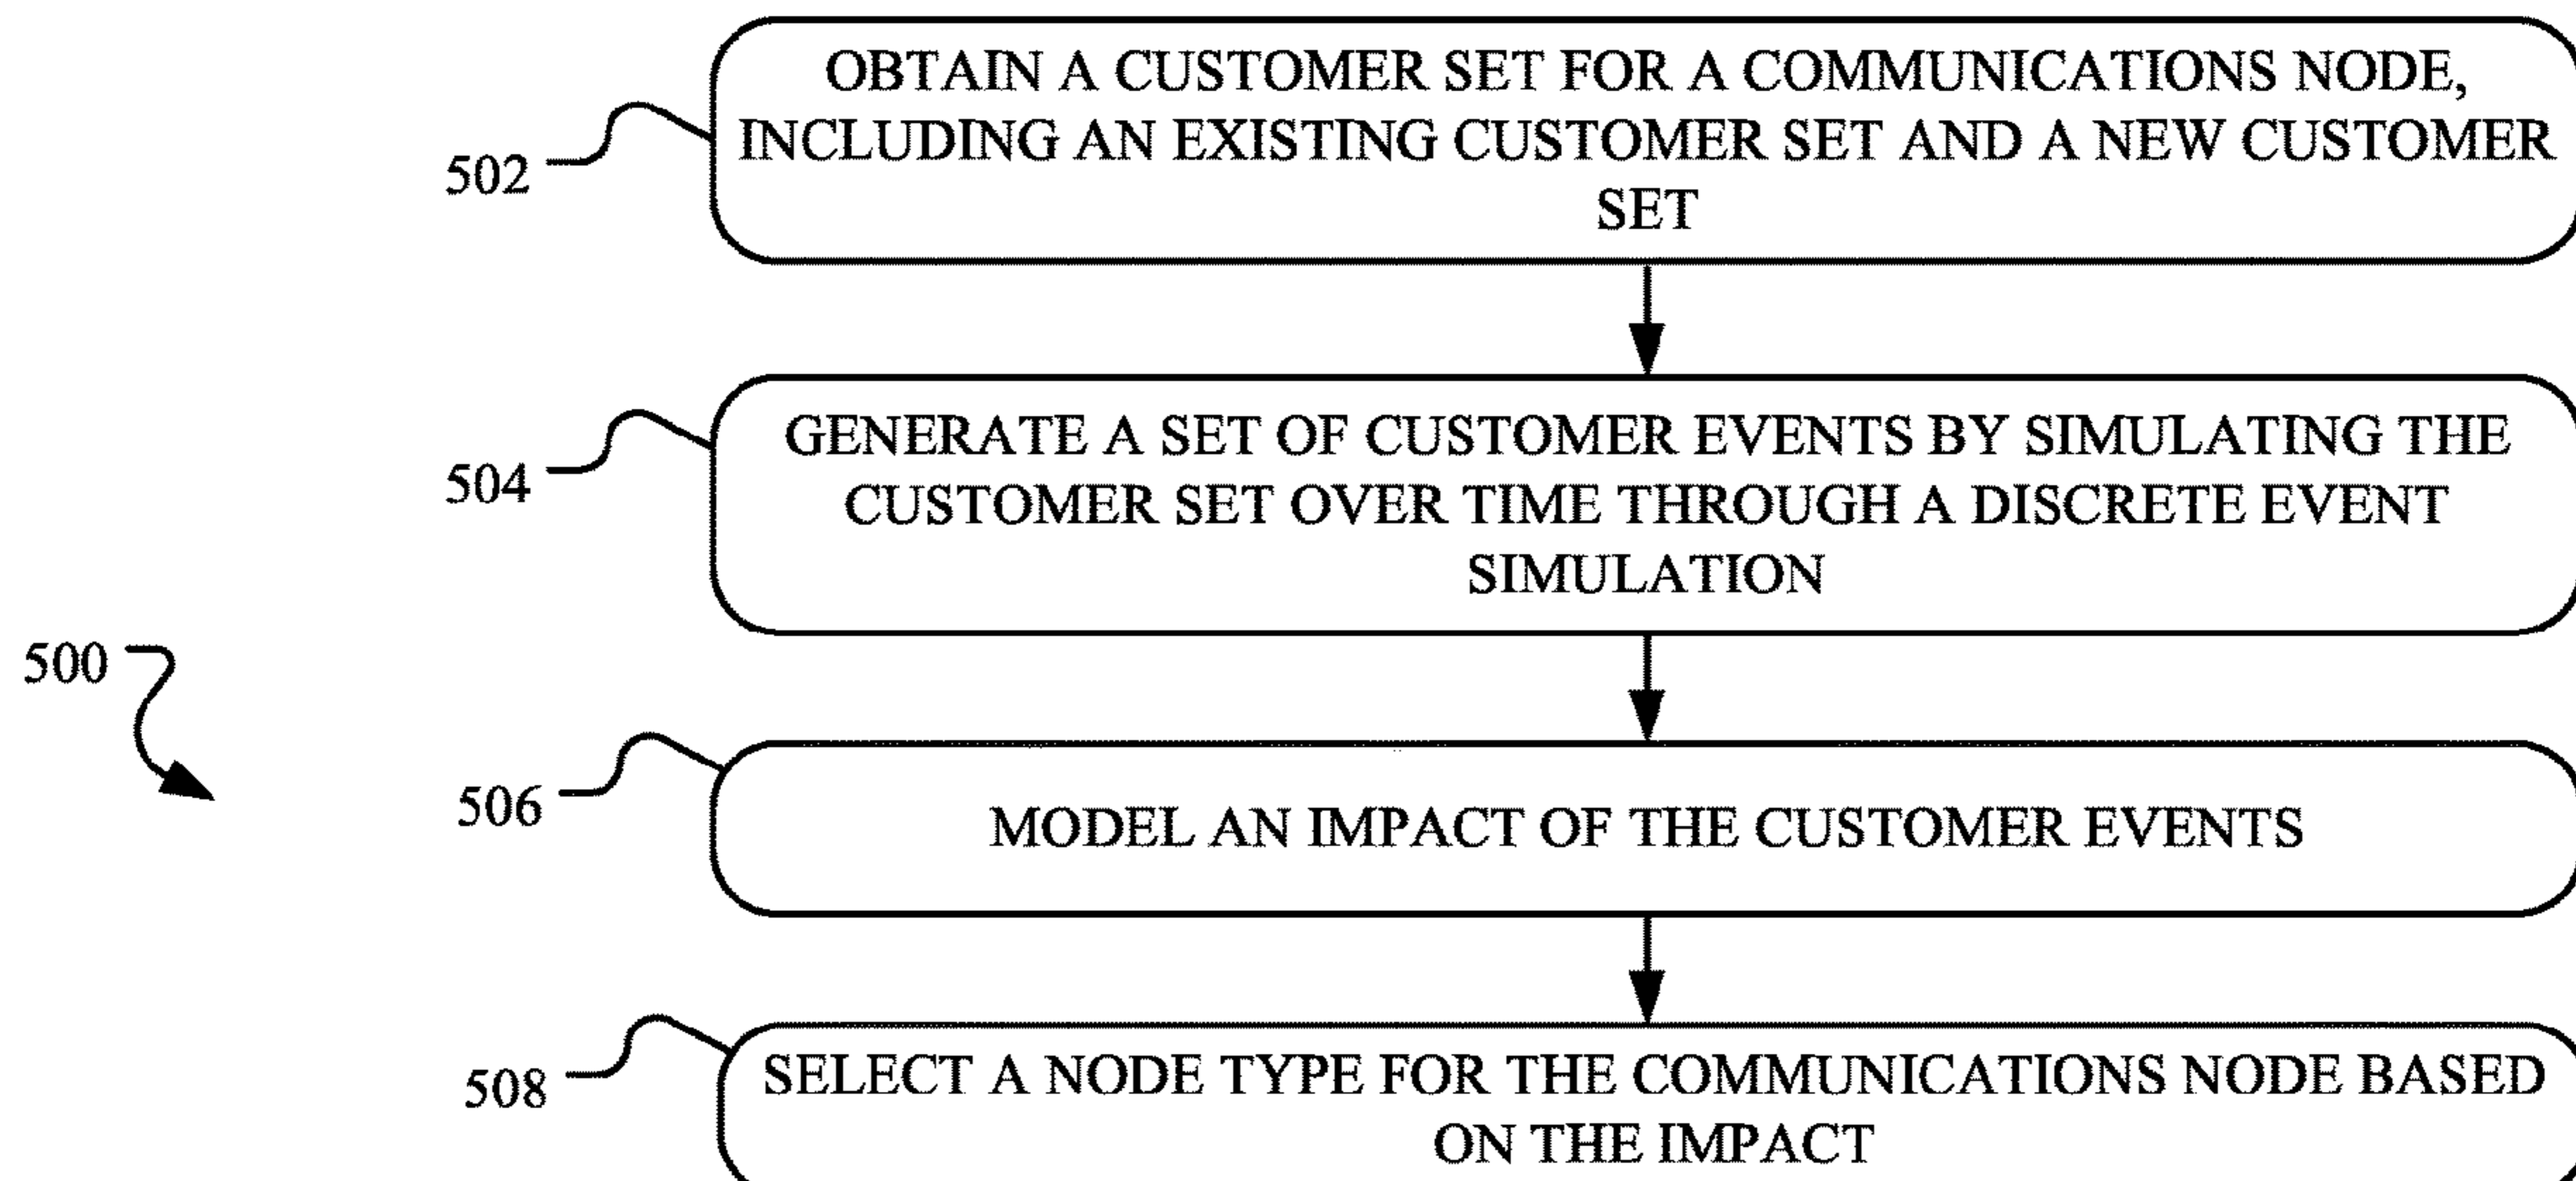 OBTAIN A CUSTOMER SET FOR A COMMUNICATIONS NODE,
INCLUDING AN EXISTING CUSTOMER SET AND A NEW CUSTOMER
SET
502
GENERATE A SET OF CUSTOMER EVENTS BY SIMULATING THE
CUSTOMER SET OVER TIME THROUGH A DISCRETE EVENT
SIMULATION
504
500
MODEL AN IMPACT OF THE CUSTOMER EVENTS
506
SELECT A NODE TYPE FOR THE COMMUNICATIONS NODE BASED
ON THE IMPACT
508